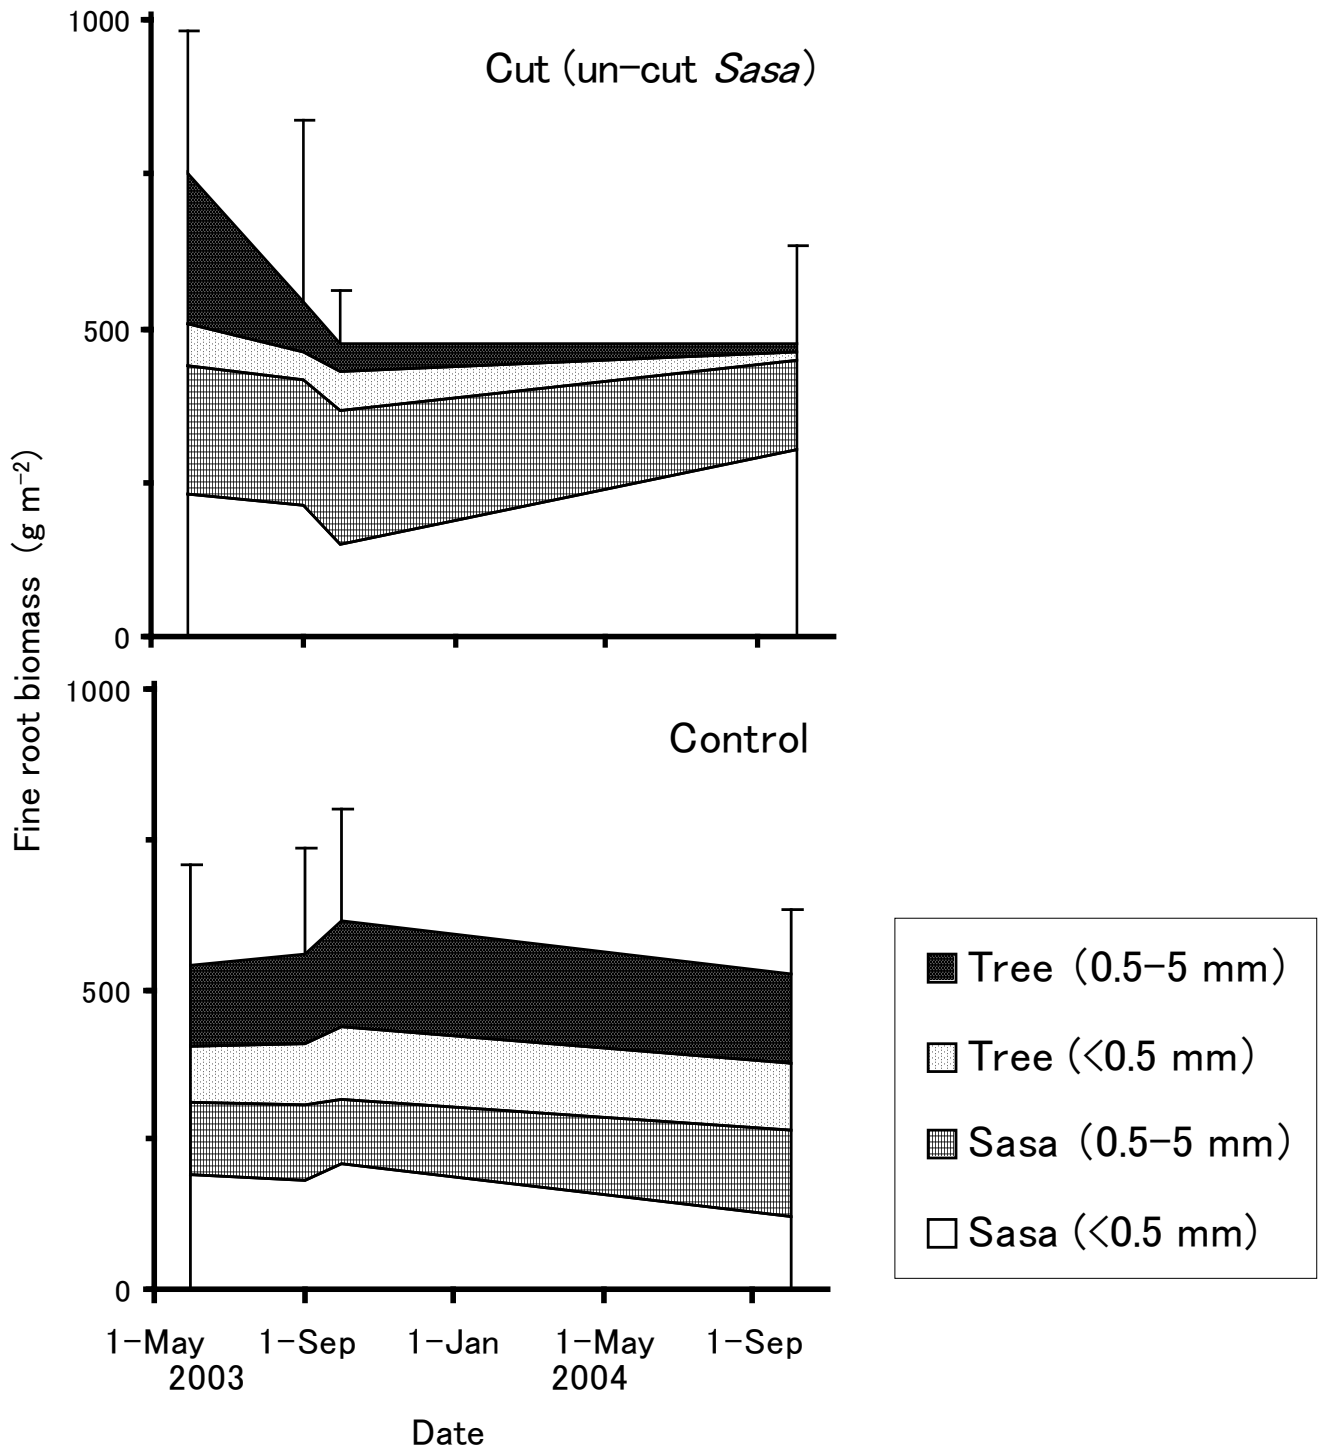 1000
Cut (un-cut Sasa)
500
0
Fine root biomass (g m⁻²)
1000
Control
500
0
1-May 1-Sep 1-Jan 1-May 1-Sep
2003 2004
Date
Tree (0.5-5 mm)
Tree (<0.5 mm)
Sasa (0.5-5 mm)
Sasa (<0.5 mm)